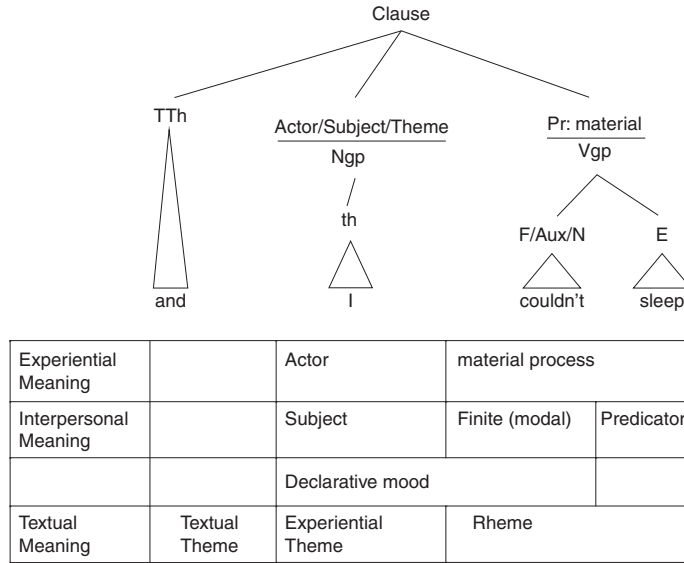 Clause
TTh
Actor/Subject/Theme
Pr: material
Ngp
Vgp
th
F/Aux/N
E
and
I
couldn't
sleep
Experiential
Meaning
Actor
material process
Interpersonal
Meaning
Subject
Finite (modal)
Predicator
Declarative mood
Textual
Meaning
Textual
Theme
Experiential
Theme
Rheme